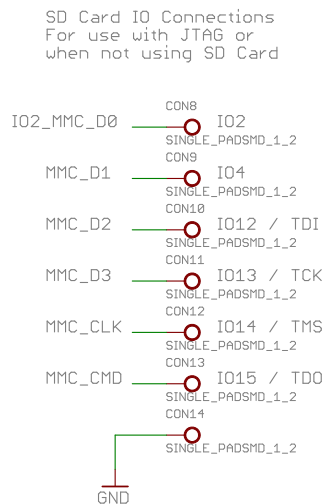 SD Card IO Connections
For use with JTAG or
when not using SD Card
CON8
IO2_MMC_D0 IO2
SINGLE_PADSMD_1_2
CON9
MMC_D1 IO4
SINGLE_PADSMD_1_2
CON10
MMC_D2 IO12 / TDI
SINGLE_PADSMD_1_2
CON11
MMC_D3 IO13 / TCK
SINGLE_PADSMD_1_2
CON12
MMC_CLK IO14 / TMS
SINGLE_PADSMD_1_2
CON13
MMC_CMD IO15 / TDO
SINGLE_PADSMD_1_2
CON14
SINGLE_PADSMD_1_2
GND